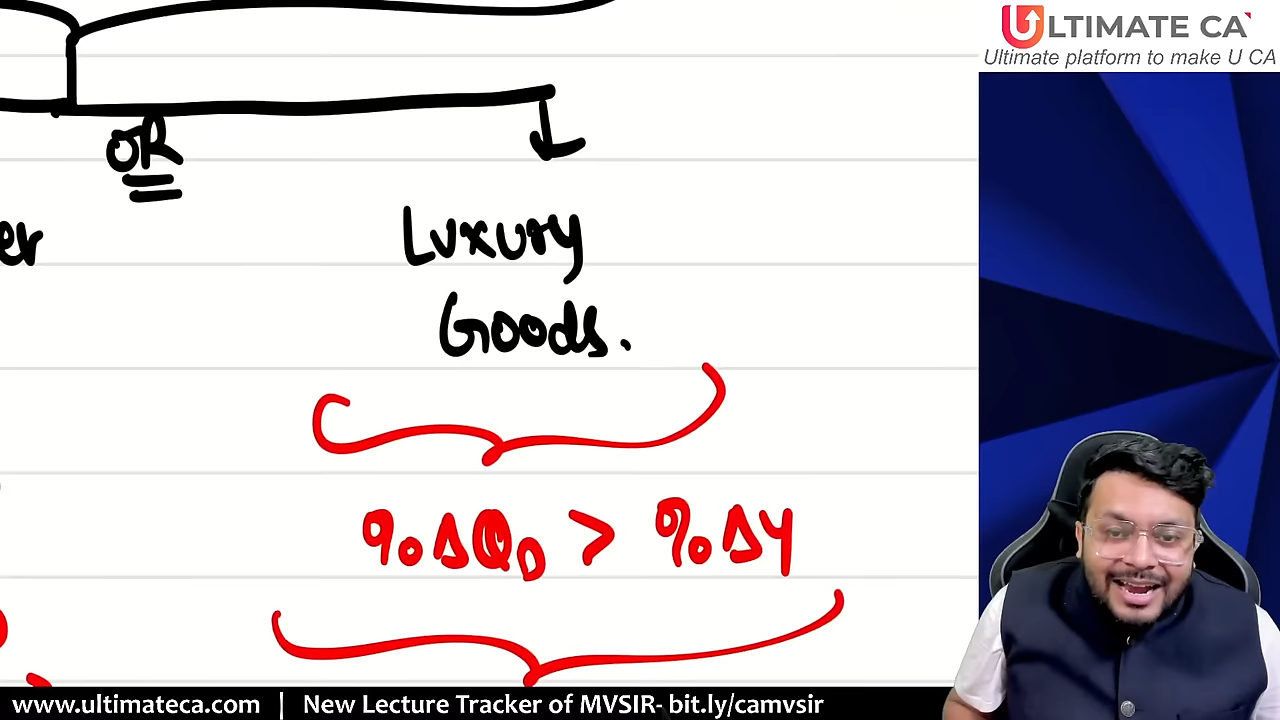 ULTIMATE CA
Ultimate platform to make U CA
OR
er
Luxury
Goods.
%ΔQD > %ΔY
www.ultimateca.com | New Lecture Tracker of MVSIR- bit.ly/camvsir